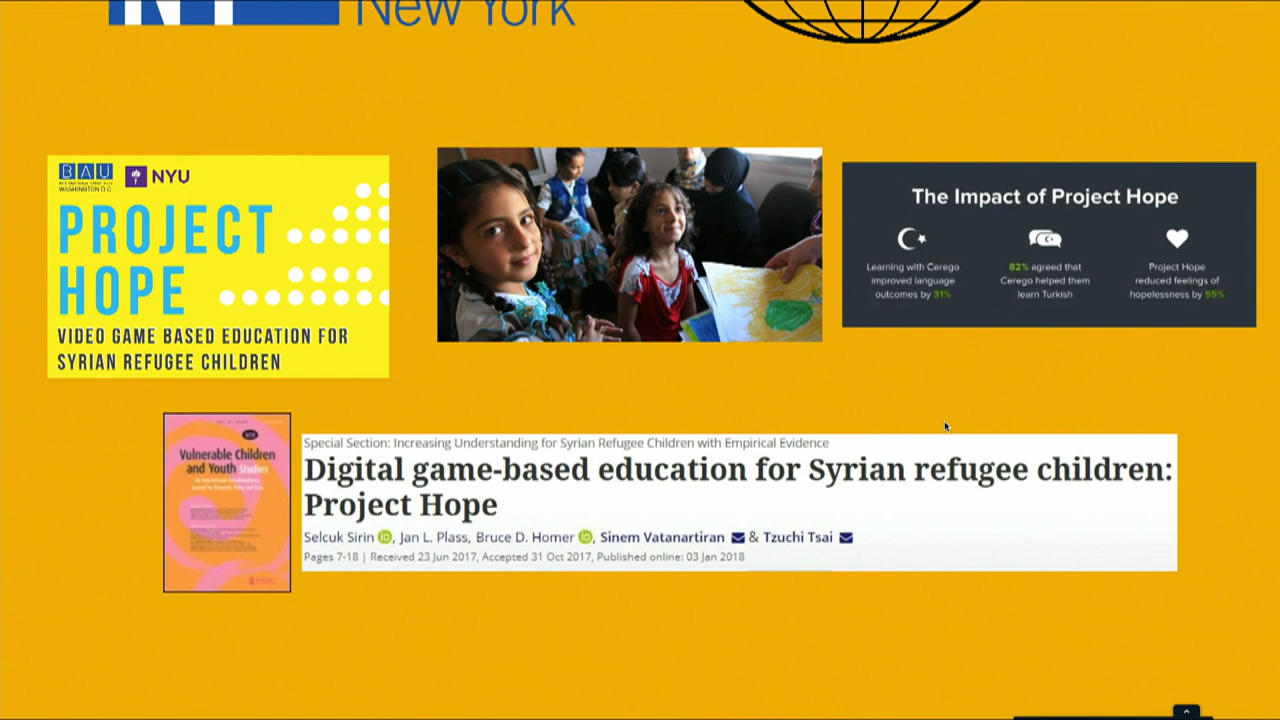 New York
BAU
WASHINGTON D.C.
NYU
PROJECT
HOPE
VIDEO GAME BASED EDUCATION FOR
SYRIAN REFUGEE CHILDREN
The Impact of Project Hope
Learning with Cerego
improved language
outcomes by 31%
82% agreed that
Cerego helped them
learn Turkish
Project Hope
reduced feelings of
hopelessness by 55%
NEW
Vulnerable Children
and Youth Studies
Special Section: Increasing Understanding for Syrian Refugee Children with Empirical Evidence
Digital game-based education for Syrian refugee children:
Project Hope
Selcuk Sirin iD, Jan L. Plass, Bruce D. Homer iD, Sinem Vatanartiran & Tzuchi Tsai
Pages 7-18 | Received 23 Jun 2017, Accepted 31 Oct 2017, Published online: 03 Jan 2018